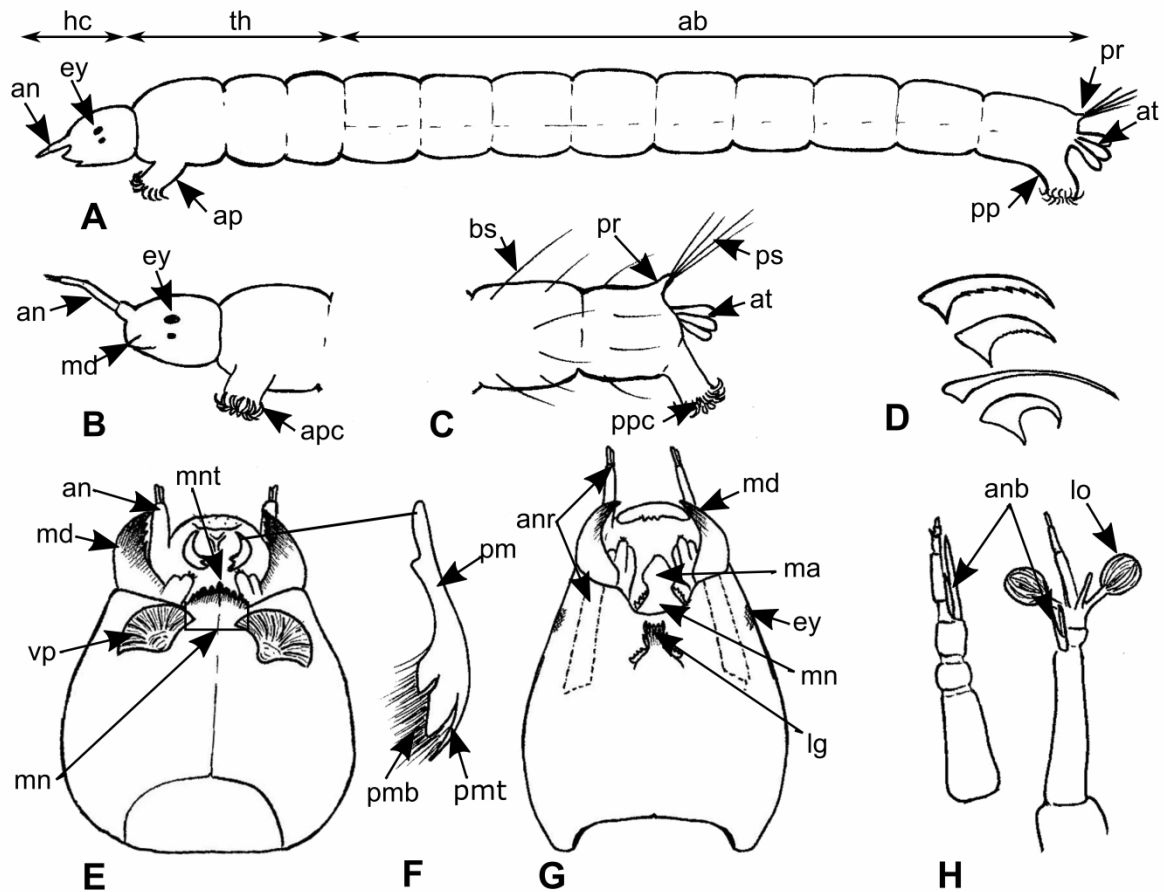 hc th ab
an ey pr at
A ap pp
ey an md B apc
bs pr ps at C ppc
D
an md mnt vp mn E
pm pmb pmt F
anr md ma ey mn lg G
anb lo H